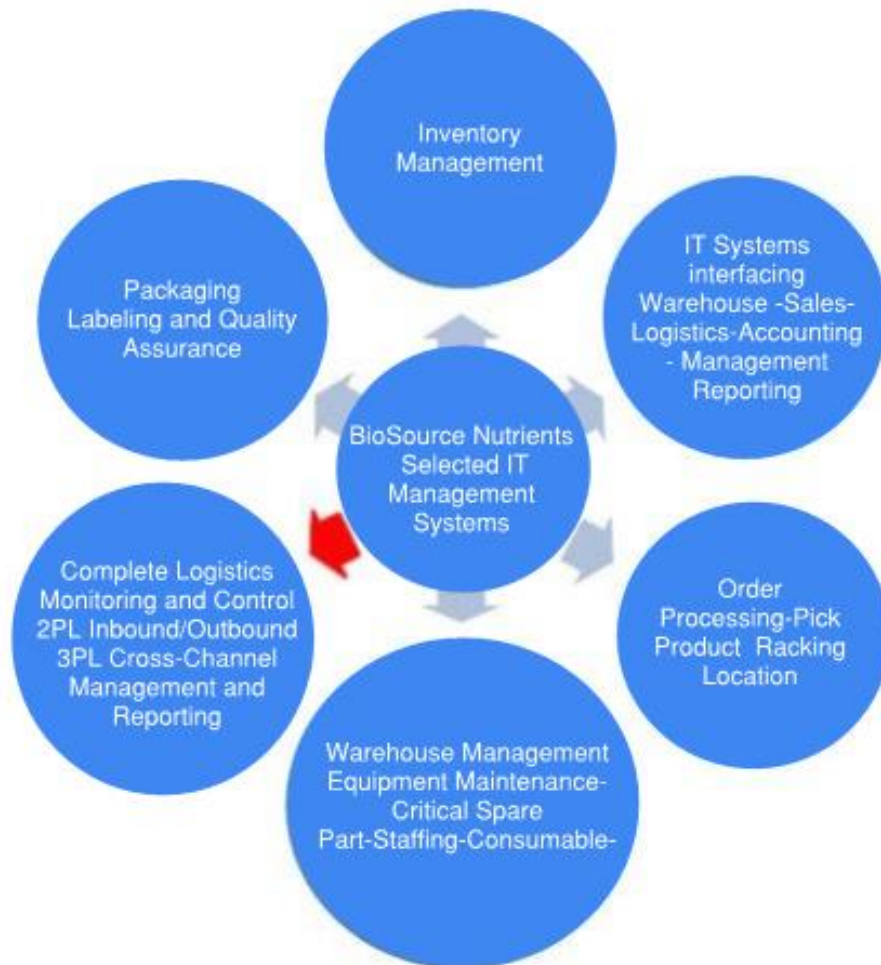 Inventory
Management
IT Systems
interfacing
Warehouse -Sales-
Logistics-Accounting
- Management
Reporting
Packaging
Labeling and Quality
Assurance
BioSource Nutrients
Selected IT
Management
Systems
Complete Logistics
Monitoring and Control
2PL Inbound/Outbound
3PL Cross-Channel
Management and
Reporting
Order
Processing-Pick
Product Racking
Location
Warehouse Management
Equipment Maintenance-
Critical Spare
Part-Staffing-Consumable-